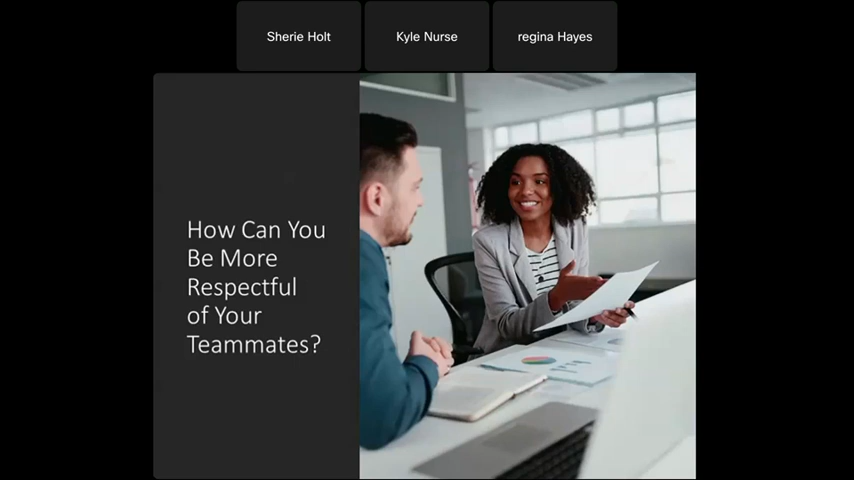 Sherie Holt
Kyle Nurse
regina Hayes
How Can You
Be More
Respectful
of Your
Teammates?